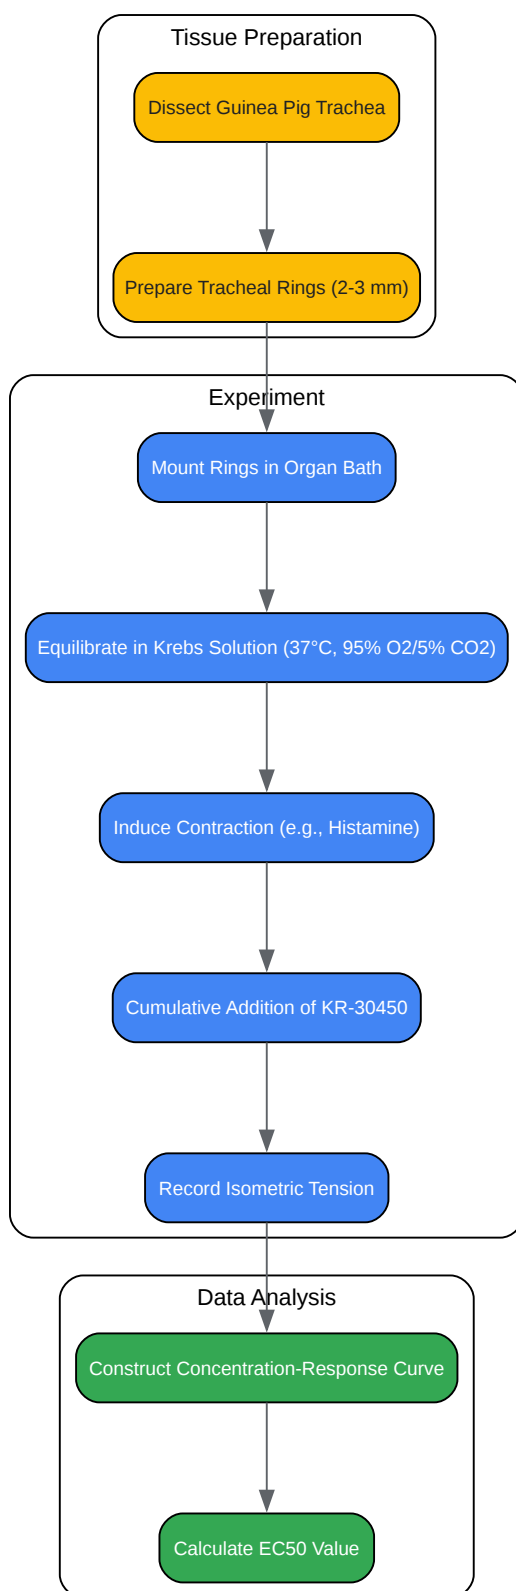 Tissue Preparation
Dissect Guinea Pig Trachea
Prepare Tracheal Rings (2-3 mm)
Experiment
Mount Rings in Organ Bath
Equilibrate in Krebs Solution (37°C, 95% O2/5% CO2)
Induce Contraction (e.g., Histamine)
Cumulative Addition of KR-30450
Record Isometric Tension
Data Analysis
Construct Concentration-Response Curve
Calculate EC50 Value